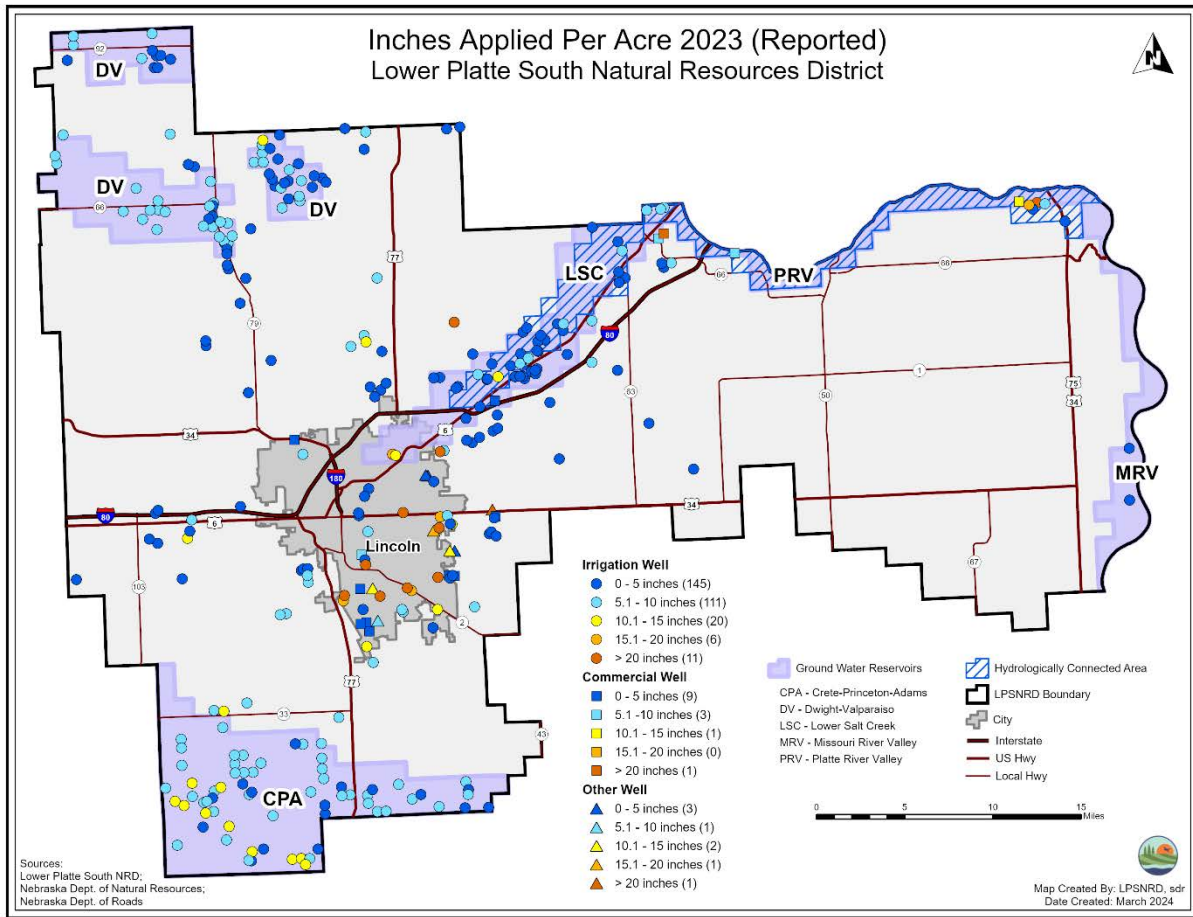 Inches Applied Per Acre 2023 (Reported)
Lower Platte South Natural Resources District
N
92
DV
DV
66
DV
77
79
LSC
66
PRV
66
80
63
50
1
75
34
MRV
34
6
180
80
6
34
Lincoln
103
2
67
77
33
43
CPA
Irrigation Well
0 - 5 inches (145)
5.1 - 10 inches (111)
10.1 - 15 inches (20)
15.1 - 20 inches (6)
> 20 inches (11)
Commercial Well
0 - 5 inches (9)
5.1 -10 inches (3)
10.1 - 15 inches (1)
15.1 - 20 inches (0)
> 20 inches (1)
Other Well
0 - 5 inches (3)
5.1 - 10 inches (1)
10.1 - 15 inches (2)
15.1 - 20 inches (1)
> 20 inches (1)
Ground Water Reservoirs
CPA - Crete-Princeton-Adams
DV - Dwight-Valparaiso
LSC - Lower Salt Creek
MRV - Missouri River Valley
PRV - Platte River Valley
Hydrologically Connected Area
LPSNRD Boundary
City
Interstate
US Hwy
Local Hwy
0 5 10 15
Miles
Sources:
Lower Platte South NRD;
Nebraska Dept. of Natural Resources;
Nebraska Dept. of Roads
Map Created By: LPSNRD, sdr
Date Created: March 2024